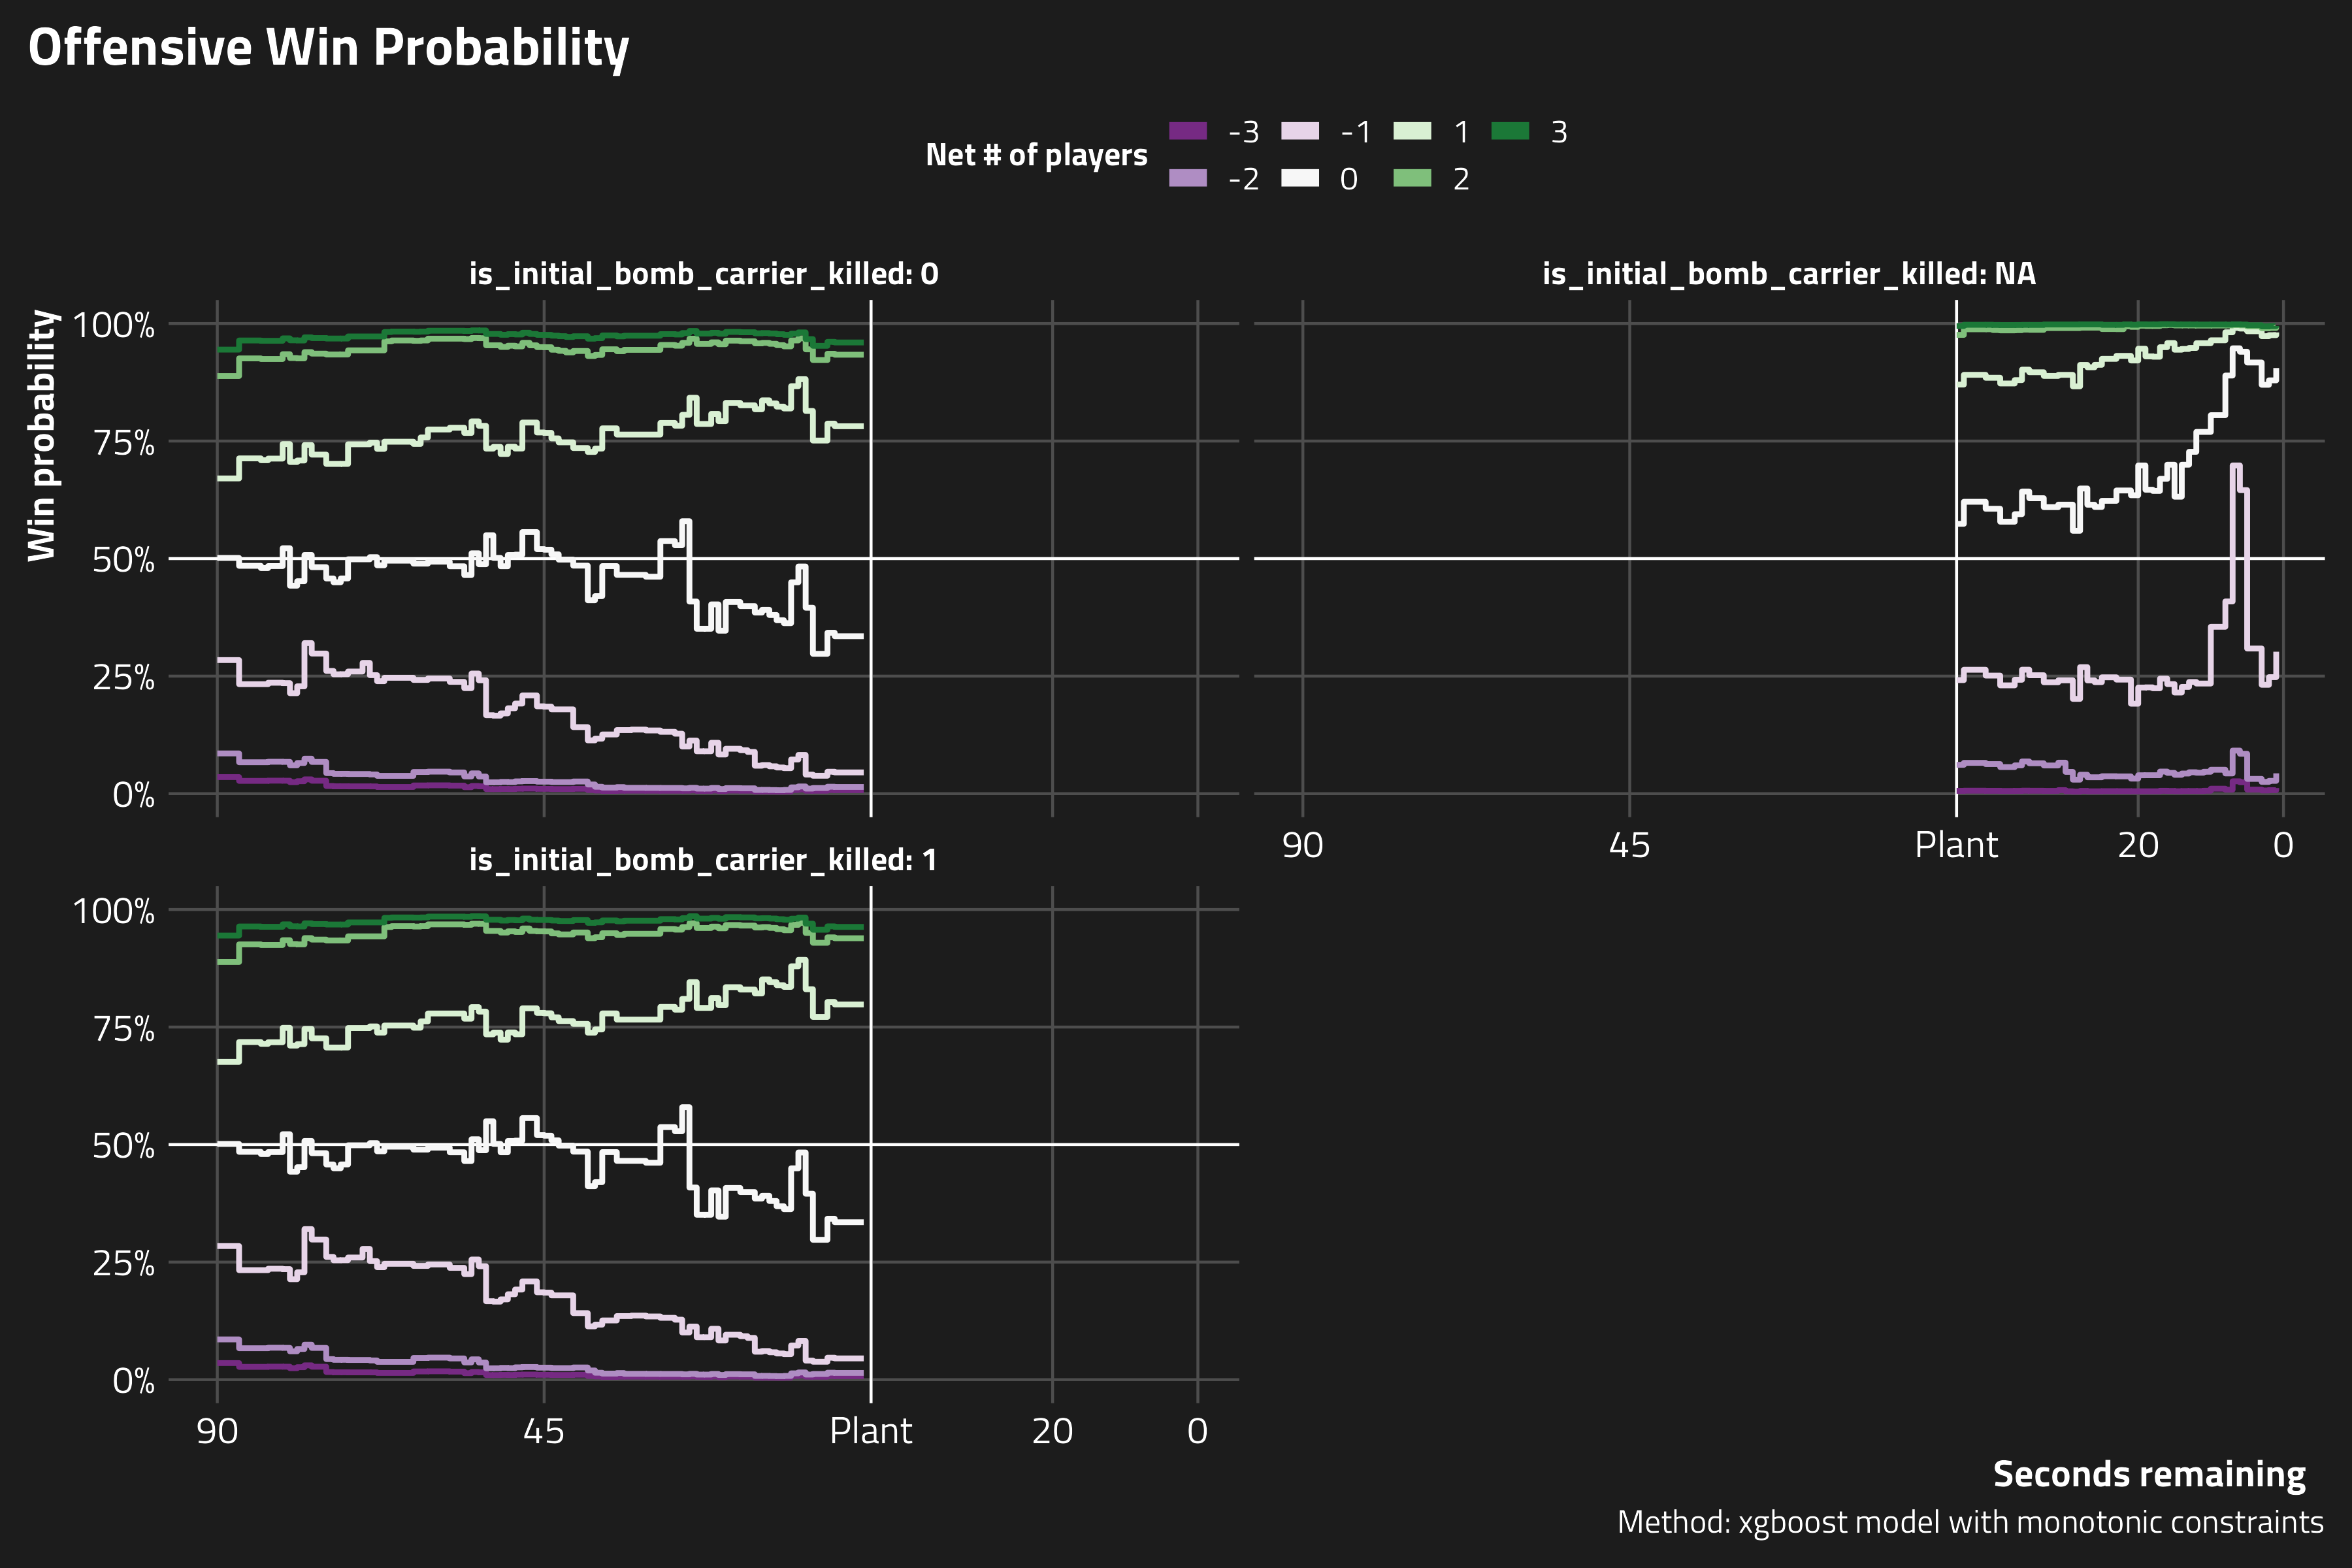 Offensive Win Probability
Net # of players
-3 -1 1 3
-2 0 2
is_initial_bomb_carrier_killed: 0
is_initial_bomb_carrier_killed: NA
Win probability
100%
75%
50%
25%
0%
90 45 Plant 20 0
is_initial_bomb_carrier_killed: 1
100%
75%
50%
25%
0%
90 45 Plant 20 0
Seconds remaining
Method: xgboost model with monotonic constraints